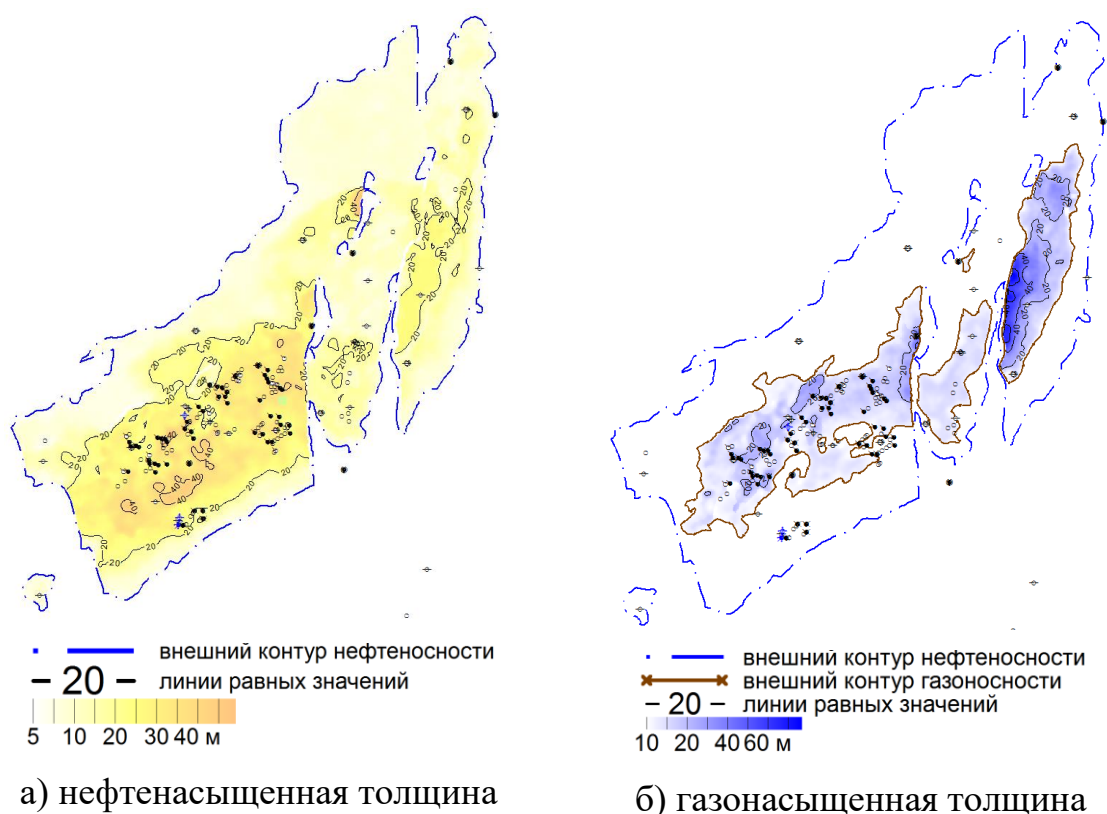 внешний контур нефтеносности
20 линии равных значений
5 10 20 30 40 м
а) нефтенасыщенная толщина
внешний контур нефтеносности
внешний контур газоносности
20 линии равных значений
10 20 40 60 м
б) газонасыщенная толщина